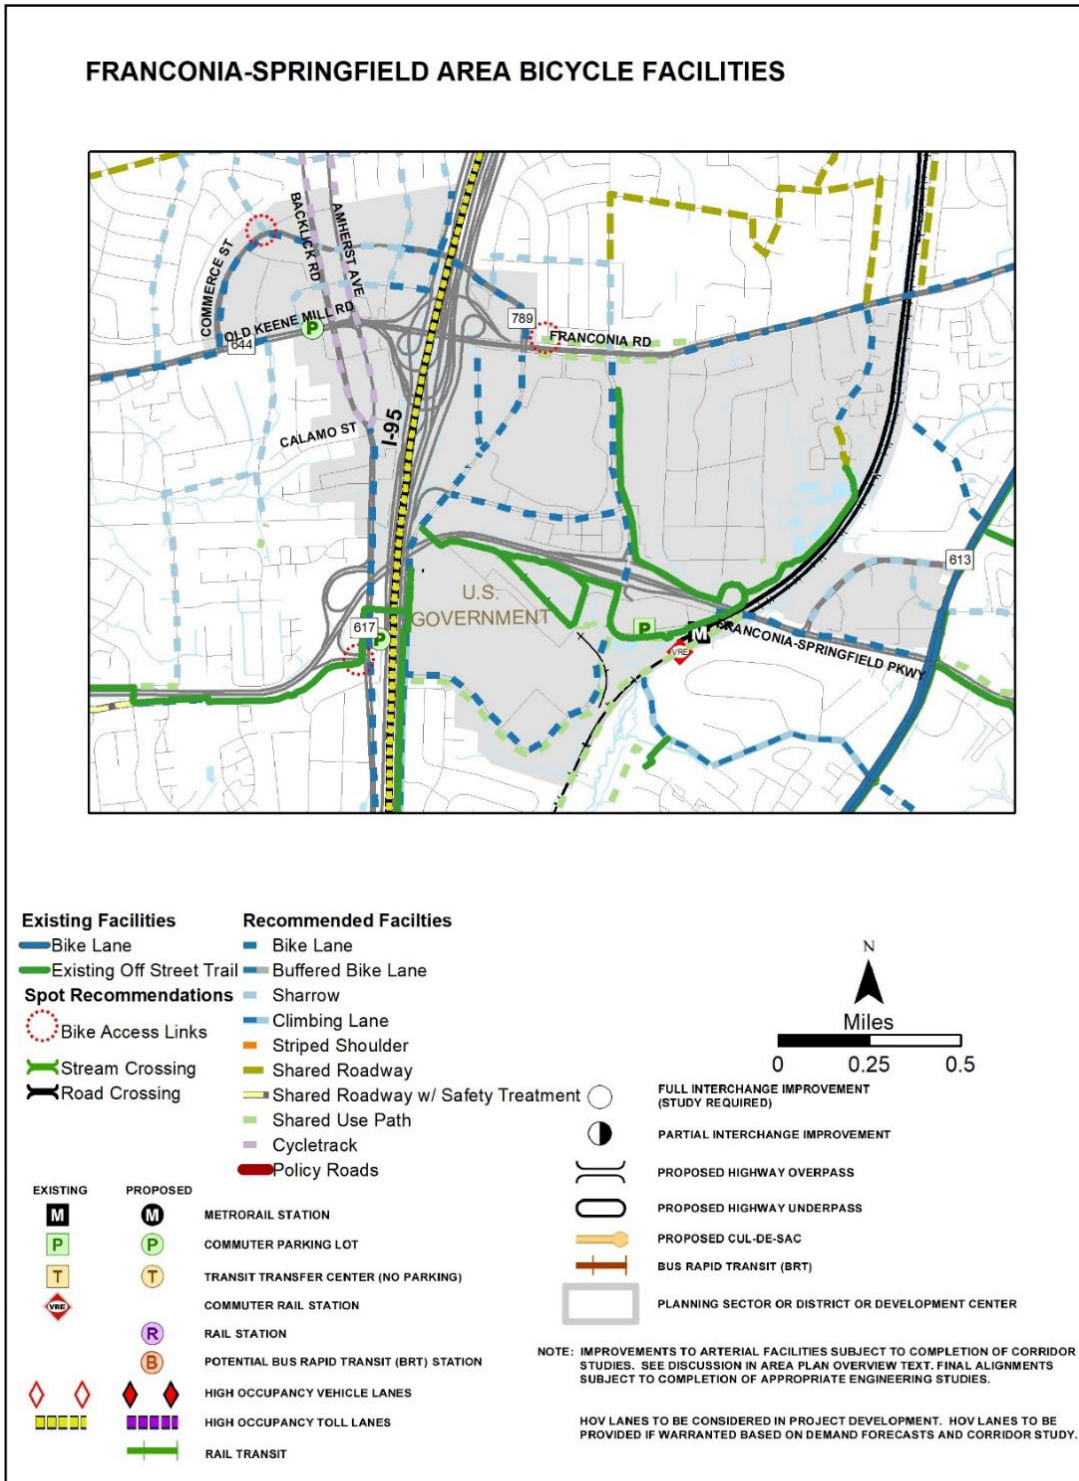 FRANCONIA-SPRINGFIELD AREA BICYCLE FACILITIES
BACKLICK RD
AMHERST AVE
COMMERCE ST
OLD KEENE MILL RD
P
644
789
FRANCONIA RD
I-95
CALAMO ST
U.S.
GOVERNMENT
613
617
P
P
M
VRE
FRANCONIA-SPRINGFIELD PKWY
Existing Facilities
Bike Lane
Existing Off Street Trail
Spot Recommendations
Bike Access Links
Stream Crossing
Road Crossing
Recommended Facilties
Bike Lane
Buffered Bike Lane
Sharrow
Climbing Lane
Striped Shoulder
Shared Roadway
Shared Roadway w/ Safety Treatment
Shared Use Path
Cycletrack
Policy Roads
N
Miles
0 0.25 0.5
EXISTING PROPOSED
M M METRORAIL STATION
P P COMMUTER PARKING LOT
T T TRANSIT TRANSFER CENTER (NO PARKING)
VRE COMMUTER RAIL STATION
R RAIL STATION
B POTENTIAL BUS RAPID TRANSIT (BRT) STATION
HIGH OCCUPANCY VEHICLE LANES
HIGH OCCUPANCY TOLL LANES
RAIL TRANSIT
FULL INTERCHANGE IMPROVEMENT
(STUDY REQUIRED)
PARTIAL INTERCHANGE IMPROVEMENT
PROPOSED HIGHWAY OVERPASS
PROPOSED HIGHWAY UNDERPASS
PROPOSED CUL-DE-SAC
BUS RAPID TRANSIT (BRT)
PLANNING SECTOR OR DISTRICT OR DEVELOPMENT CENTER
NOTE: IMPROVEMENTS TO ARTERIAL FACILITIES SUBJECT TO COMPLETION OF CORRIDOR
STUDIES. SEE DISCUSSION IN AREA PLAN OVERVIEW TEXT. FINAL ALIGNMENTS
SUBJECT TO COMPLETION OF APPROPRIATE ENGINEERING STUDIES.
HOV LANES TO BE CONSIDERED IN PROJECT DEVELOPMENT. HOV LANES TO BE
PROVIDED IF WARRANTED BASED ON DEMAND FORECASTS AND CORRIDOR STUDY.